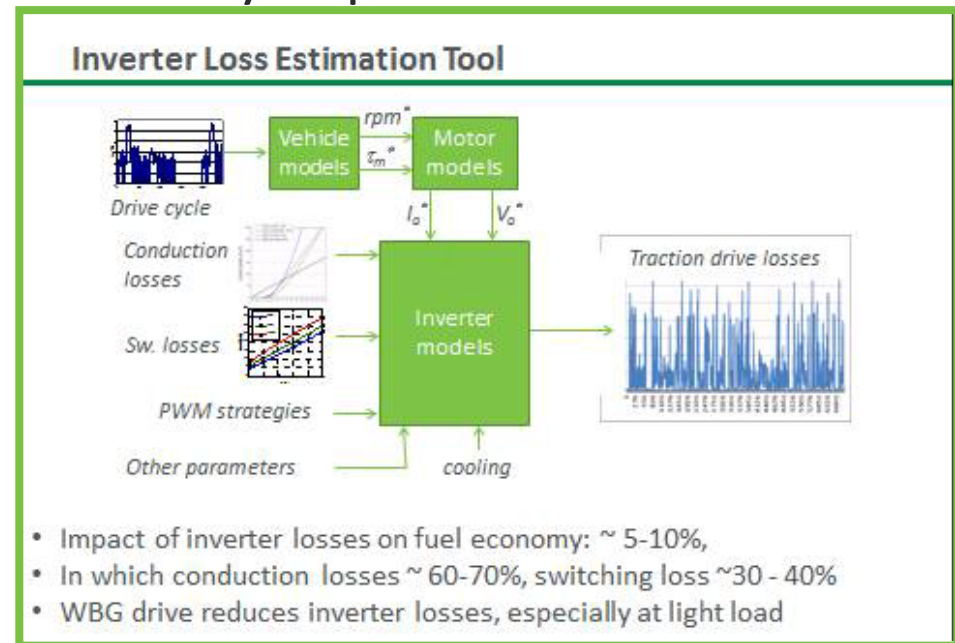 Inverter Loss Estimation Tool
Vehicle
models
rpm*
τm*
Motor
models
Drive cycle
Io*
Vo*
Conduction
losses
Traction drive losses
Sw. losses
Inverter
models
PWM strategies
Other parameters
cooling
• Impact of inverter losses on fuel economy: ~ 5-10%,
• In which conduction losses ~ 60-70%, switching loss ~30 - 40%
• WBG drive reduces inverter losses, especially at light load